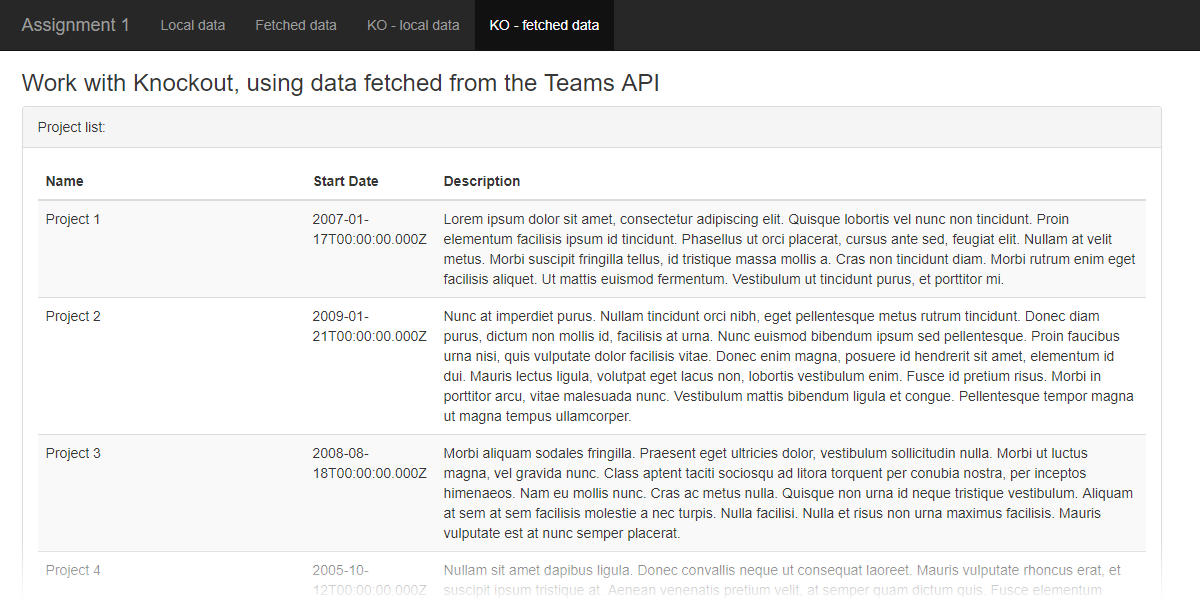 Assignment 1 Local data Fetched data KO - local data KO - fetched data
Work with Knockout, using data fetched from the Teams API
Project list:
Name Start Date Description
Project 1 2007-01- Lorem ipsum dolor sit amet, consectetur adipiscing elit. Quisque lobortis vel nunc non tincidunt. Proin
17T00:00:00.000Z elementum facilisis ipsum id tincidunt. Phasellus ut orci placerat, cursus ante sed, feugiat elit. Nullam at velit
metus. Morbi suscipit fringilla tellus, id tristique massa mollis a. Cras non tincidunt diam. Morbi rutrum enim eget
facilisis aliquet. Ut mattis euismod fermentum. Vestibulum ut tincidunt purus, et porttitor mi.
Project 2 2009-01- Nunc at imperdiet purus. Nullam tincidunt orci nibh, eget pellentesque metus rutrum tincidunt. Donec diam
21T00:00:00.000Z purus, dictum non mollis id, facilisis at urna. Nunc euismod bibendum ipsum sed pellentesque. Proin faucibus
urna nisi, quis vulputate dolor facilisis vitae. Donec enim magna, posuere id hendrerit sit amet, elementum id
dui. Mauris lectus ligula, volutpat eget lacus non, lobortis vestibulum enim. Fusce id pretium risus. Morbi in
porttitor arcu, vitae malesuada nunc. Vestibulum mattis bibendum ligula et congue. Pellentesque tempor magna
ut magna tempus ullamcorper.
Project 3 2008-08- Morbi aliquam sodales fringilla. Praesent eget ultricies dolor, vestibulum sollicitudin nulla. Morbi ut luctus
18T00:00:00.000Z magna, vel gravida nunc. Class aptent taciti sociosqu ad litora torquent per conubia nostra, per inceptos
himenaeos. Nam eu mollis nunc. Cras ac metus nulla. Quisque non urna id neque tristique vestibulum. Aliquam
at sem at sem facilisis molestie a nec turpis. Nulla facilisi. Nulla et risus non urna maximus facilisis. Mauris
vulputate est at nunc semper placerat.
Project 4 2005-10- Nullam sit amet dapibus ligula. Donec convallis neque ut consequat laoreet. Mauris vulputate rhoncus erat, et
12T00:00:00.000Z suscipit ipsum tristique at. Aenean venenatis pretium velit, at semper quam dictum quis. Fusce elementum